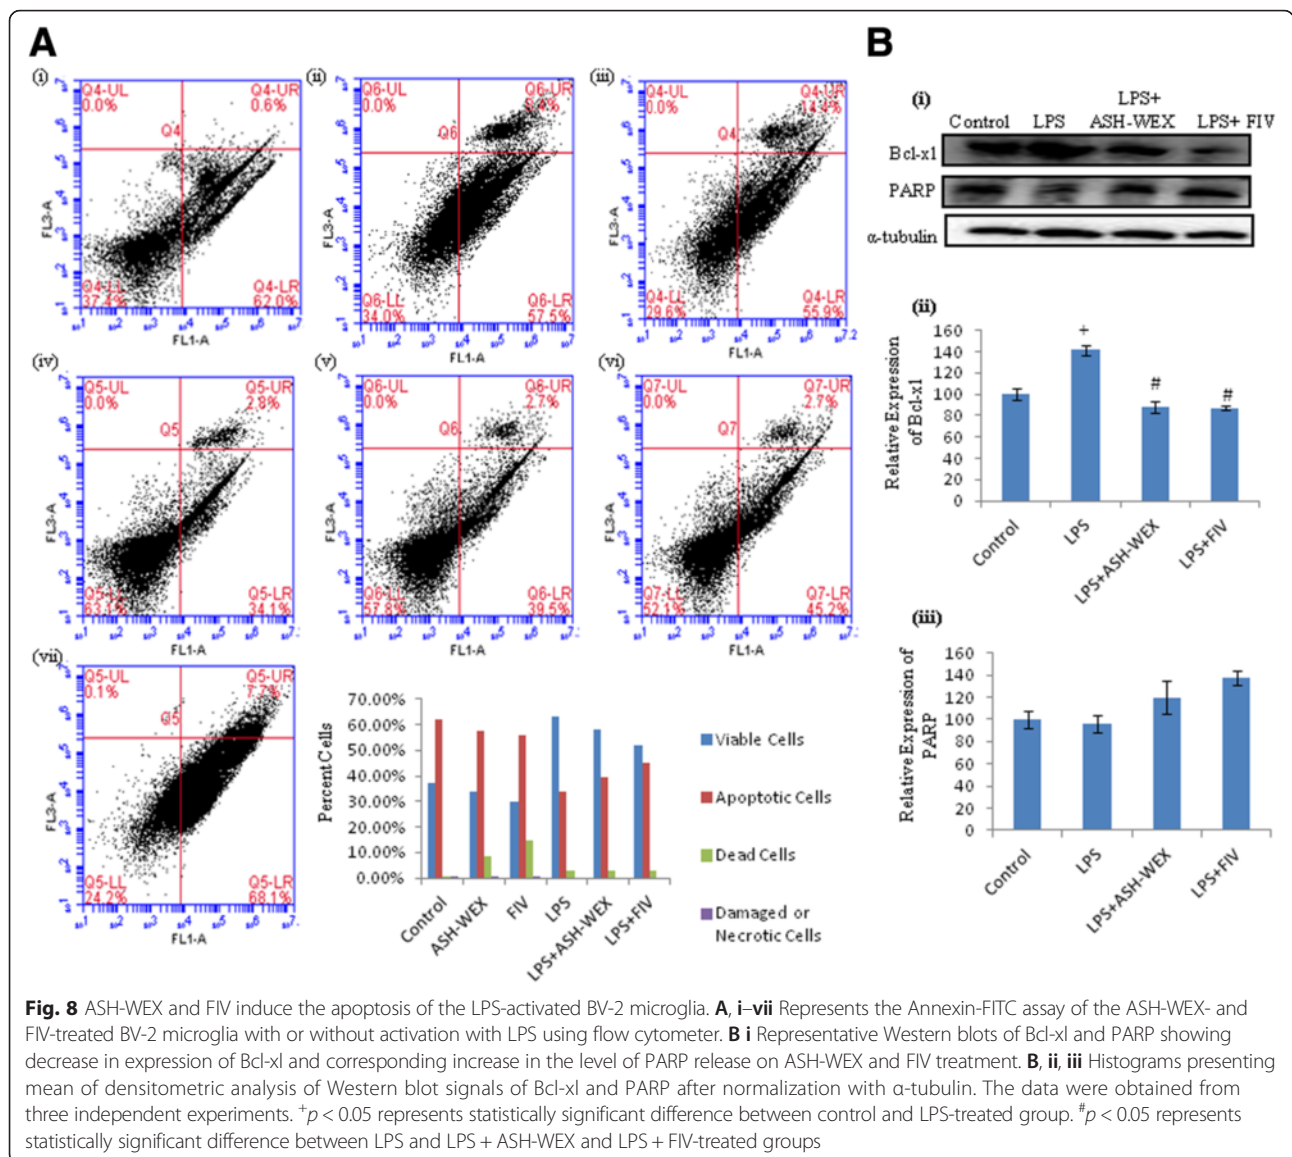 A
B
(i)
Q4-UL
0.0%
Q4-UR
0.6%
Q4
Q4-LL
37.4%
Q4-LR
62.0%
FL3-A
FL1-A
(ii)
Q6-UL
0.0%
Q6-UR
Q6
Q6-LL
34.0%
Q6-LR
57.5%
FL3-A
FL1-A
(iii)
Q4-UL
0.0%
Q4-UR
Q4
Q4-LL
29.6%
Q4-LR
55.9%
FL3-A
FL1-A
(iv)
Q5-UL
0.0%
Q5-UR
2.8%
Q5
Q5-LL
63.1%
Q5-LR
34.1%
FL3-A
FL1-A
(v)
Q6-UL
0.0%
Q6-UR
2.7%
Q6
Q6-LL
57.8%
Q6-LR
39.5%
FL3-A
FL1-A
(vi)
Q7-UL
0.0%
Q7-UR
2.7%
Q7
Q7-LL
52.1%
Q7-LR
45.2%
FL3-A
FL1-A
(vii)
Q5-UL
0.1%
Q5-UR
7.7%
Q5
Q5-LL
24.2%
Q5-LR
68.1%
FL3-A
FL1-A
Percent Cells
70.00%
60.00%
50.00%
40.00%
30.00%
20.00%
10.00%
0.00%
Control
ASH-WEX
FIV
LPS
LPS+ASH-WEX
LPS+FIV
Viable Cells
Apoptotic Cells
Dead Cells
Damaged or
Necrotic Cells
(i)
LPS+
Control LPS ASH-WEX LPS+ FIV
Bcl-x1
PARP
α-tubulin
(ii)
Relative Expression
of Bcl-x1
160
140
120
100
80
60
40
20
0
+
#
#
Control
LPS
LPS+ASH-WEX
LPS+FIV
(iii)
Relative Expression of
PARP
160
140
120
100
80
60
40
20
0
Control
LPS
LPS+ASH-WEX
LPS+FIV
Fig. 8 ASH-WEX and FIV induce the apoptosis of the LPS-activated BV-2 microglia. A, i–vii Represents the Annexin-FITC assay of the ASH-WEX- and
FIV-treated BV-2 microglia with or without activation with LPS using flow cytometer. B i Representative Western blots of Bcl-xl and PARP showing
decrease in expression of Bcl-xl and corresponding increase in the level of PARP release on ASH-WEX and FIV treatment. B, ii, iii Histograms presenting
mean of densitometric analysis of Western blot signals of Bcl-xl and PARP after normalization with α-tubulin. The data were obtained from
three independent experiments. +p < 0.05 represents statistically significant difference between control and LPS-treated group. #p < 0.05 represents
statistically significant difference between LPS and LPS + ASH-WEX and LPS + FIV-treated groups